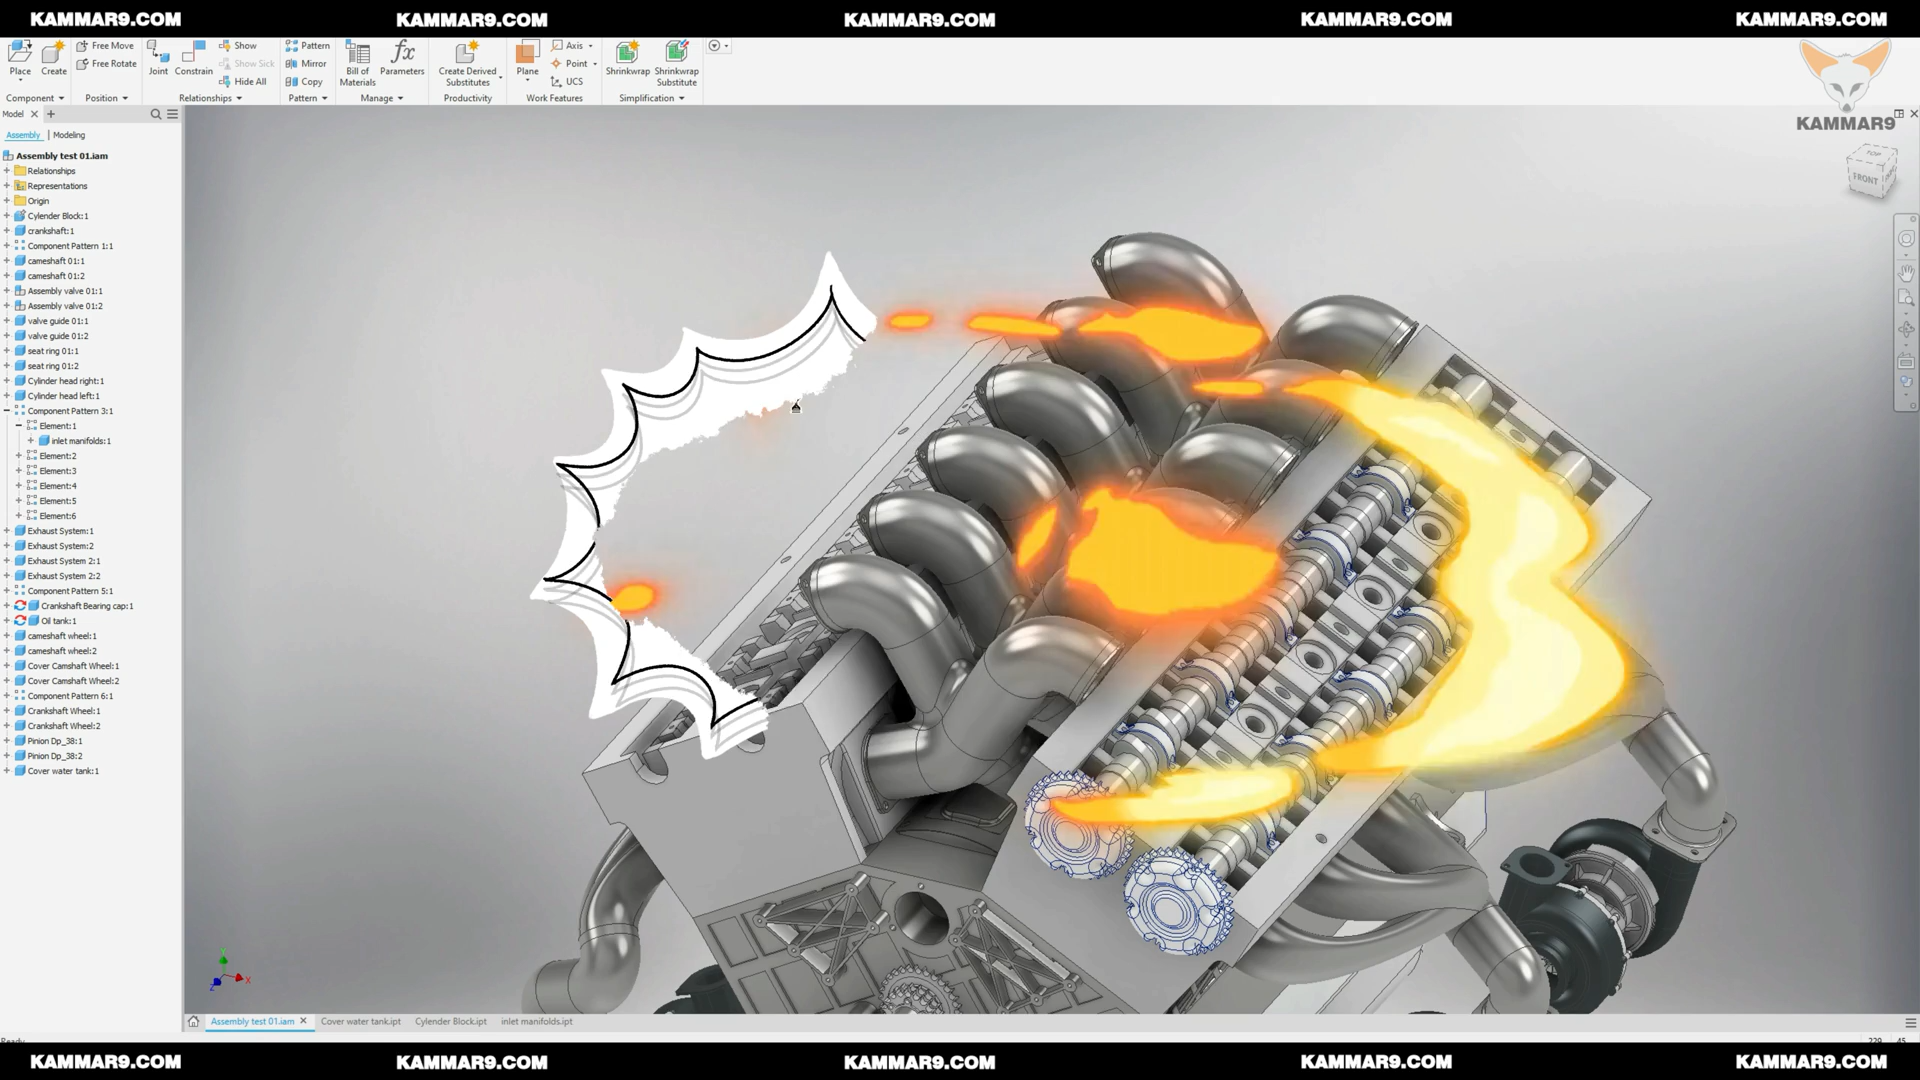 KAMMAR9.COM KAMMAR9.COM KAMMAR9.COM KAMMAR9.COM KAMMAR9.COM
Place
Create
Free Move
Free Rotate
Component
Position
Joint
Constrain
Show
Show Sick
Hide All
Relationships
Pattern
Mirror
Copy
Pattern
Bill of
Materials
fx
Parameters
Manage
Create Derived
Substitutes
Productivity
Plane
Axis
Point
UCS
Work Features
Shrinkwrap
Shrinkwrap
Substitute
Simplification
KAMMAR9
TOP
FRONT
Model
Assembly | Modeling
Assembly test 01.iam
Relationships
Representations
Origin
Cylender Block:1
crankshaft:1
Component Pattern 1:1
cameshaft 01:1
cameshaft 01:2
Assembly valve 01:1
Assembly valve 01:2
valve guide 01:1
valve guide 01:2
seat ring 01:1
seat ring 01:2
Cylinder head right:1
Cylinder head left:1
Component Pattern 3:1
Element:1
inlet manifolds:1
Element:2
Element:3
Element:4
Element:5
Element:6
Exhaust System:1
Exhaust System:2
Exhaust System 2:1
Exhaust System 2:2
Component Pattern 5:1
Crankshaft Bearing cap:1
Oil tank:1
cameshaft wheel:1
cameshaft wheel:2
Cover Camshaft Wheel:1
Cover Camshaft Wheel:2
Component Pattern 6:1
Crankshaft Wheel:1
Crankshaft Wheel:2
Pinion Dp_38:1
Pinion Dp_38:2
Cover water tank:1
Y
X
Z
Assembly test 01.iam Cover water tank.ipt Cylender Block.ipt inlet manifolds.ipt
Ready
KAMMAR9.COM KAMMAR9.COM KAMMAR9.COM KAMMAR9.COM KAMMAR9.COM